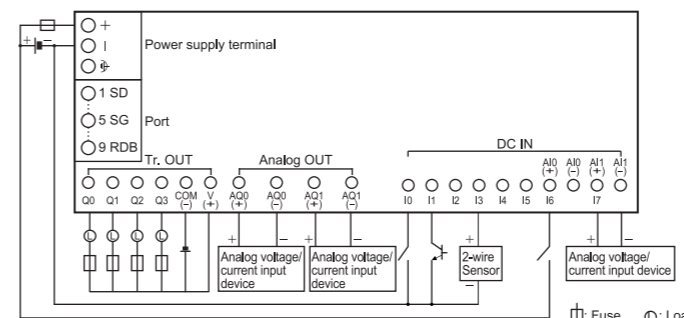 +
Power supply terminal
+ −
1 SD
5 SG Port
9 RDB
Tr. OUT
Analog OUT
DC IN
AI0 (+) AI0 (−) AI1 (+) AI1 (−)
Q0 Q1 Q2 Q3 COM (−) V (+) AQ0 (+) AQ0 (−) AQ1 (+) AQ1 (−) I0 I1 I2 I3 I4 I5 I6 I7
L L L L
+ − + − + + −
Analog voltage/ current input device
Analog voltage/ current input device
2-wire Sensor
−
Analog voltage/ current input device
: Fuse L : Loa